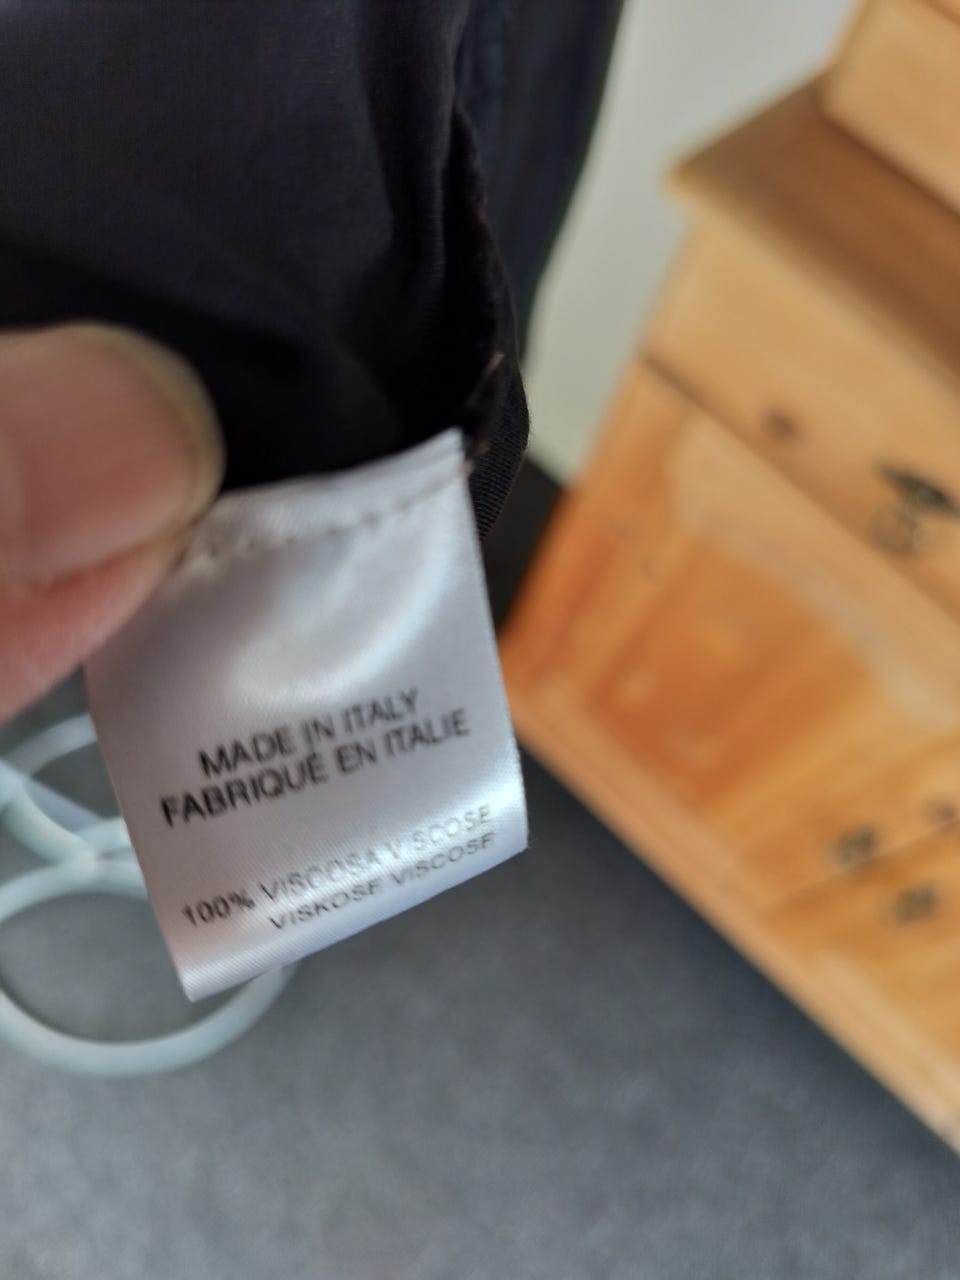 MADE IN ITALY
FABRIQUÉ EN ITALIE
100% VISCOSA VISCOSE
VISKOSE VISCOSE